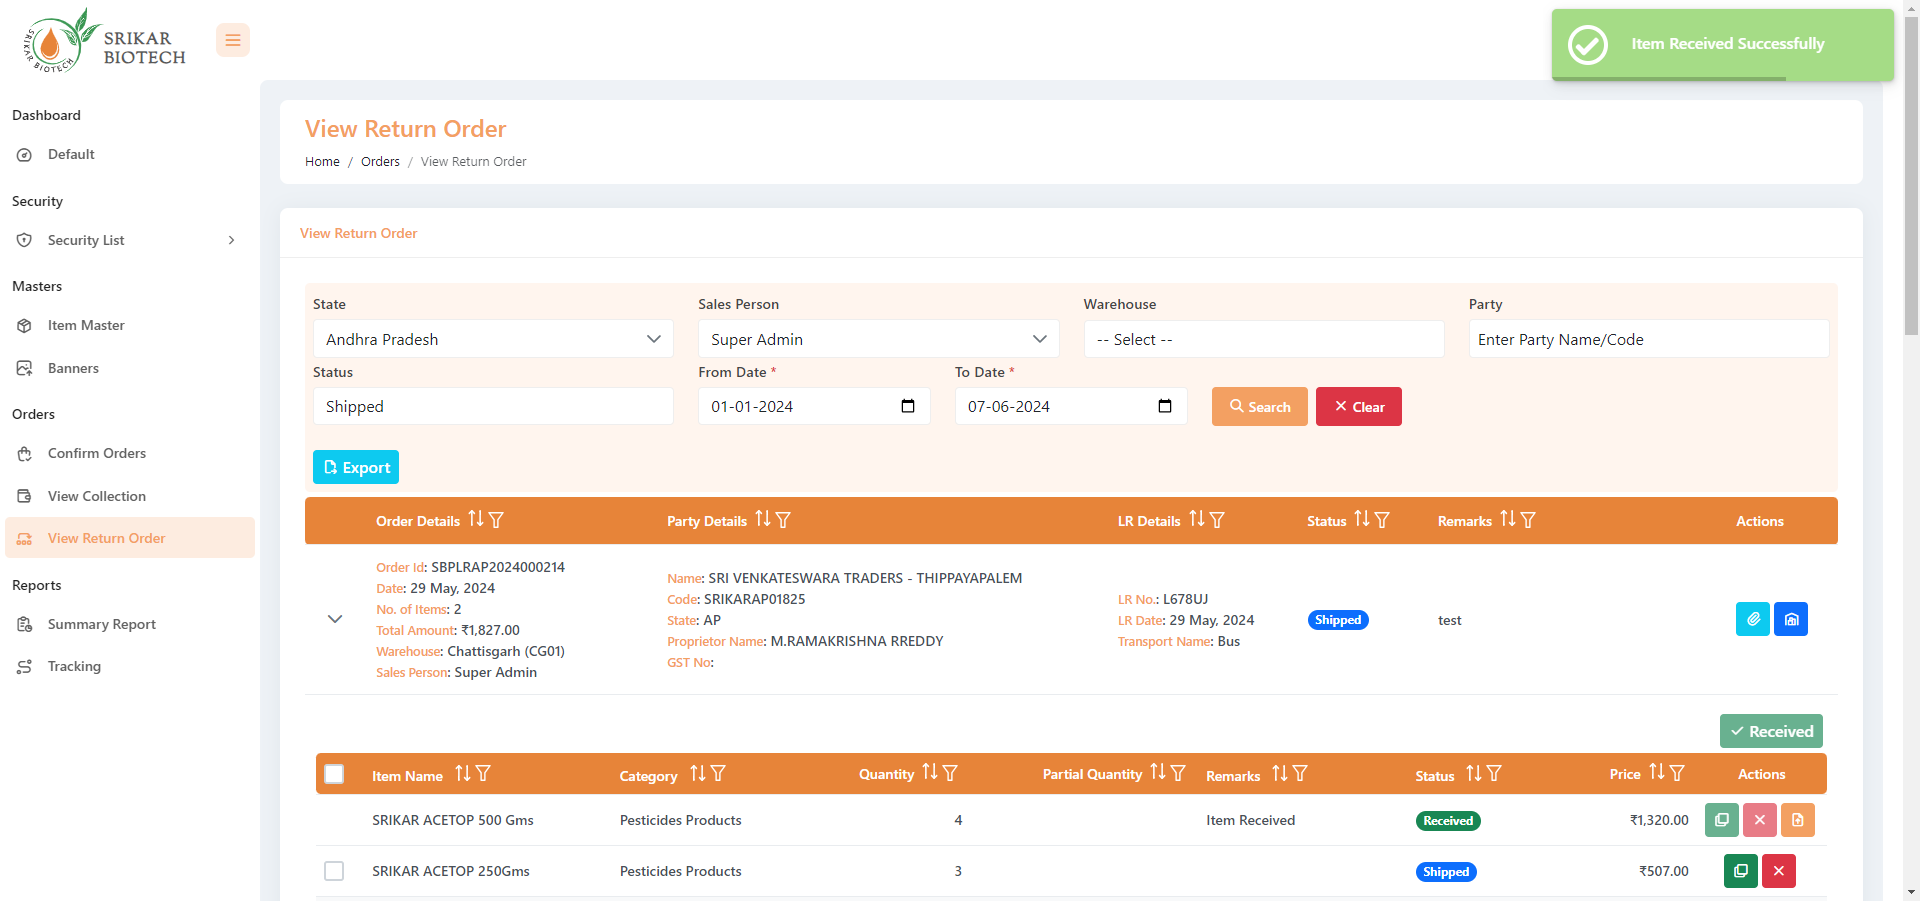 SRIKAR BIOTECH
SRIKAR
BIOTECH
Item Received Successfully
Dashboard
Default
Security
Security List
Masters
Item Master
Banners
Orders
Confirm Orders
View Collection
View Return Order
Reports
Summary Report
Tracking
View Return Order
Home / Orders / View Return Order
View Return Order
State Sales Person Warehouse Party
Andhra Pradesh Super Admin -- Select -- Enter Party Name/Code
Status From Date * To Date *
Shipped 01-01-2024 07-06-2024 Search Clear
Export
Order Details Party Details LR Details Status Remarks Actions
Order Id: SBPLRAP2024000214
Date: 29 May, 2024
No. of Items: 2
Total Amount: ₹1,827.00
Warehouse: Chattisgarh (CG01)
Sales Person: Super Admin
Name: SRI VENKATESWARA TRADERS - THIPPAYAPALEM
Code: SRIKARAP01825
State: AP
Proprietor Name: M.RAMAKRISHNA RREDDY
GST No:
LR No.: L678UJ
LR Date: 29 May, 2024
Transport Name: Bus
Shipped
test
Received
Item Name Category Quantity Partial Quantity Remarks Status Price Actions
SRIKAR ACETOP 500 Gms Pesticides Products 4 Item Received Received ₹1,320.00
SRIKAR ACETOP 250Gms Pesticides Products 3 Shipped ₹507.00